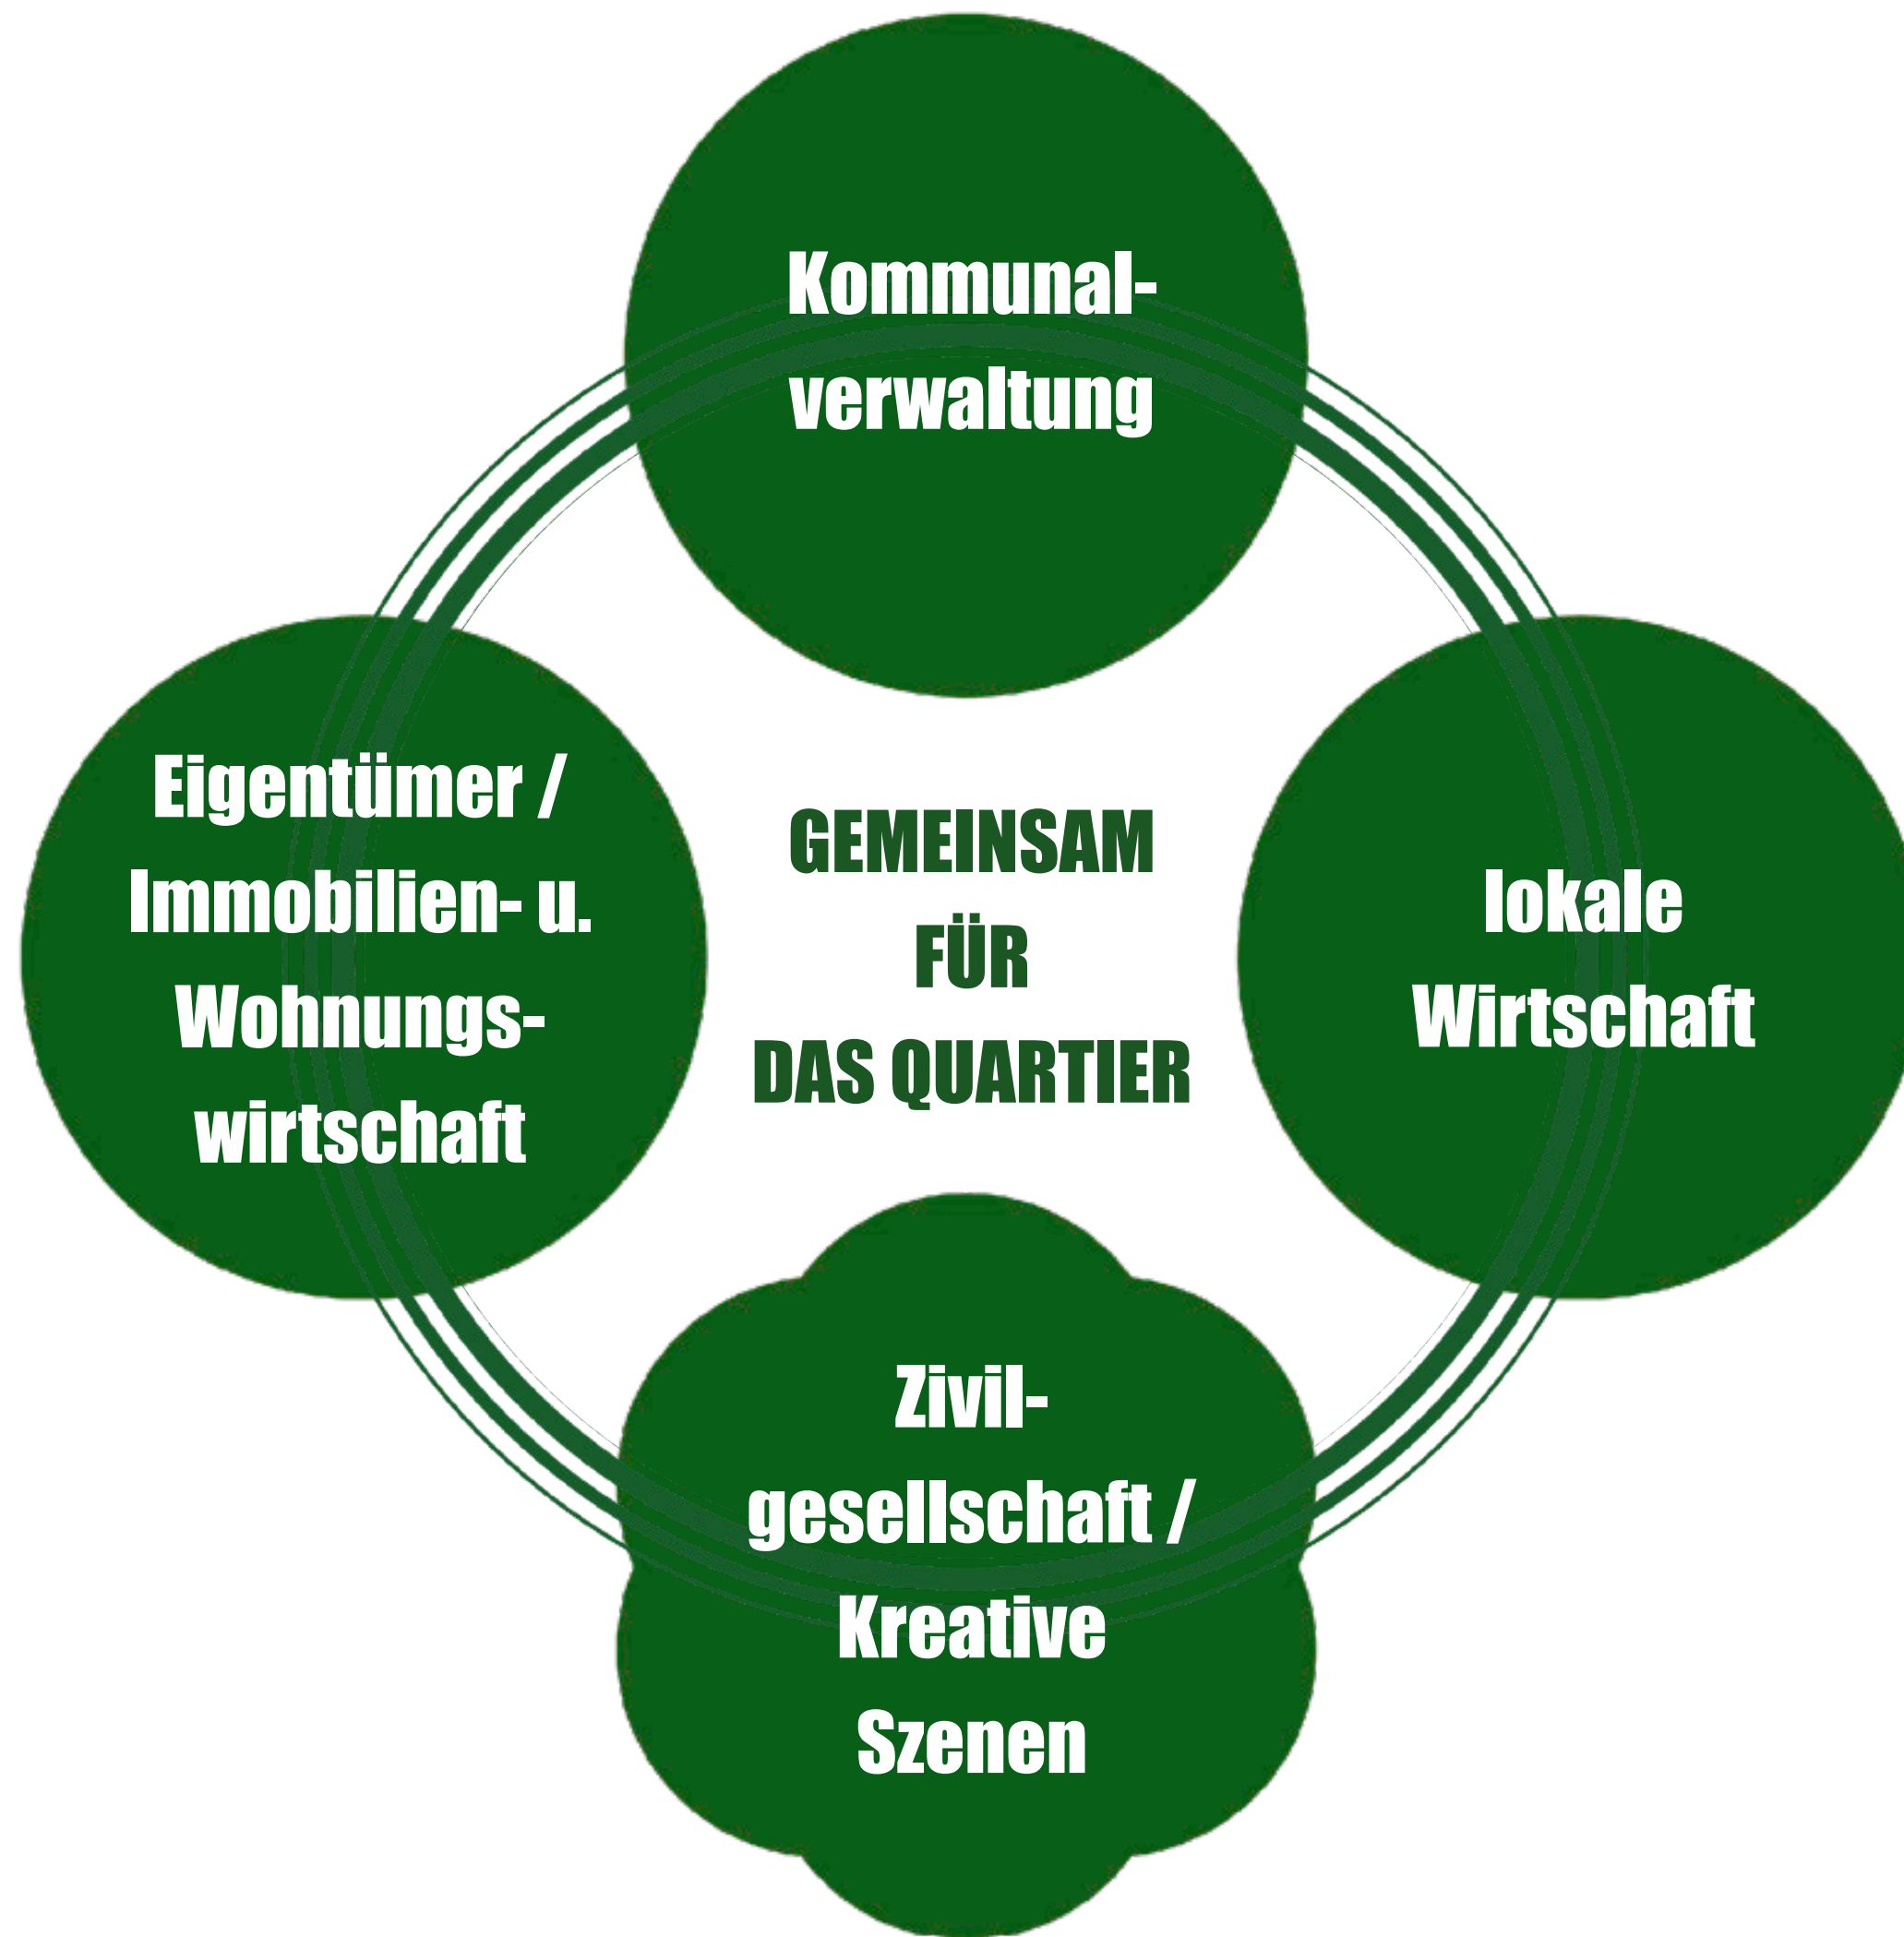 Kommunal-
verwaltung
Eigentümer /
Immobilien- u.
Wohnungs-
wirtschaft
GEMEINSAM
FÜR
DAS QUARTIER
lokale
Wirtschaft
Zivil-
gesellschaft /
Kreative
Szenen